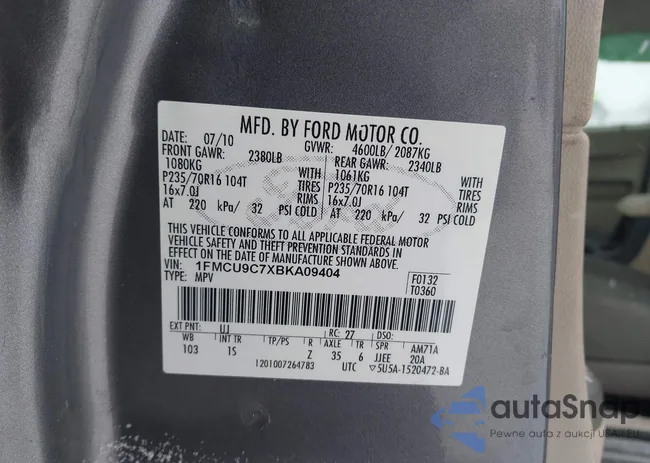 MFD. BY FORD MOTOR CO.
DATE: 07/10 GVWR: 4600LB/ 2087KG
FRONT GAWR: 2380LB REAR GAWR: 2340LB
1080KG WITH 1061KG WITH
P235/70R16 104T TIRES P235/70R16 104T TIRES
16x7.0J RIMS 16x7.0J RIMS
AT 220 kPa/ 32 PSI COLD AT 220 kPa/ 32 PSI COLD
THIS VEHICLE CONFORMS TO ALL APPLICABLE FEDERAL MOTOR
VEHICLE SAFETY AND THEFT PREVENTION STANDARDS IN
EFFECT ON THE DATE OF MANUFACTURE SHOWN ABOVE.
VIN: 1FMCU9C7XBKA09404 F0132
TYPE: MPV T0360
EXT PNT: UJ RC: 27 DSO:
WB INT TR TP/PS R AXLE TR SPR AM71A
103 1S Z 35 6 JJEE 20A
1201007264783 UTC 5U5A-1520472-BA
autaSnap
Pewne auta z aukcji USA i EU